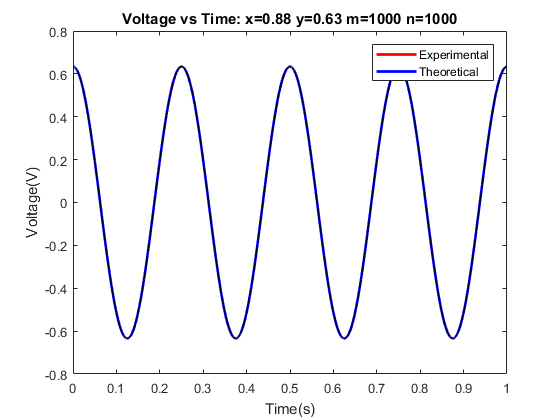 Voltage vs Time: x=0.88 y=0.63 m=1000 n=1000
Experimental
Theoretical
0.8
0.6
0.4
0.2
0
-0.2
-0.4
-0.6
-0.8
Voltage(V)
0 0.1 0.2 0.3 0.4 0.5 0.6 0.7 0.8 0.9 1
Time(s)